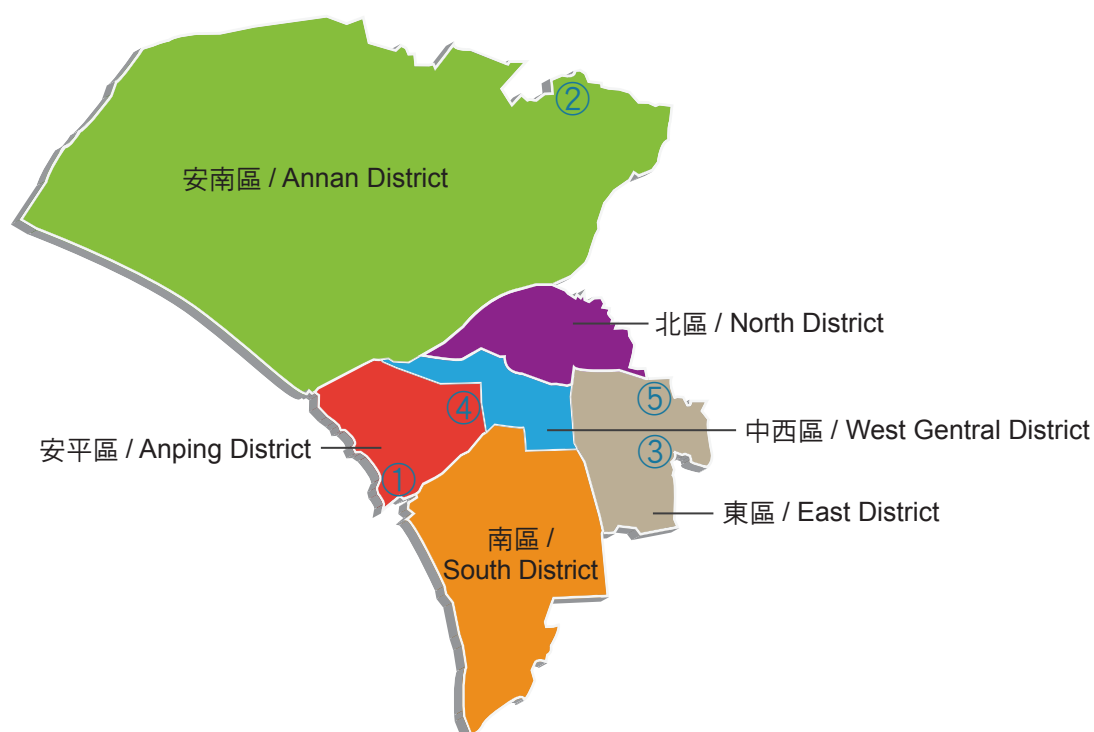 ②
安南區 / Annan District
北區 / North District
⑤
④
中西區 / West Gentral District
安平區 / Anping District
③
①
東區 / East District
南區 /
South District